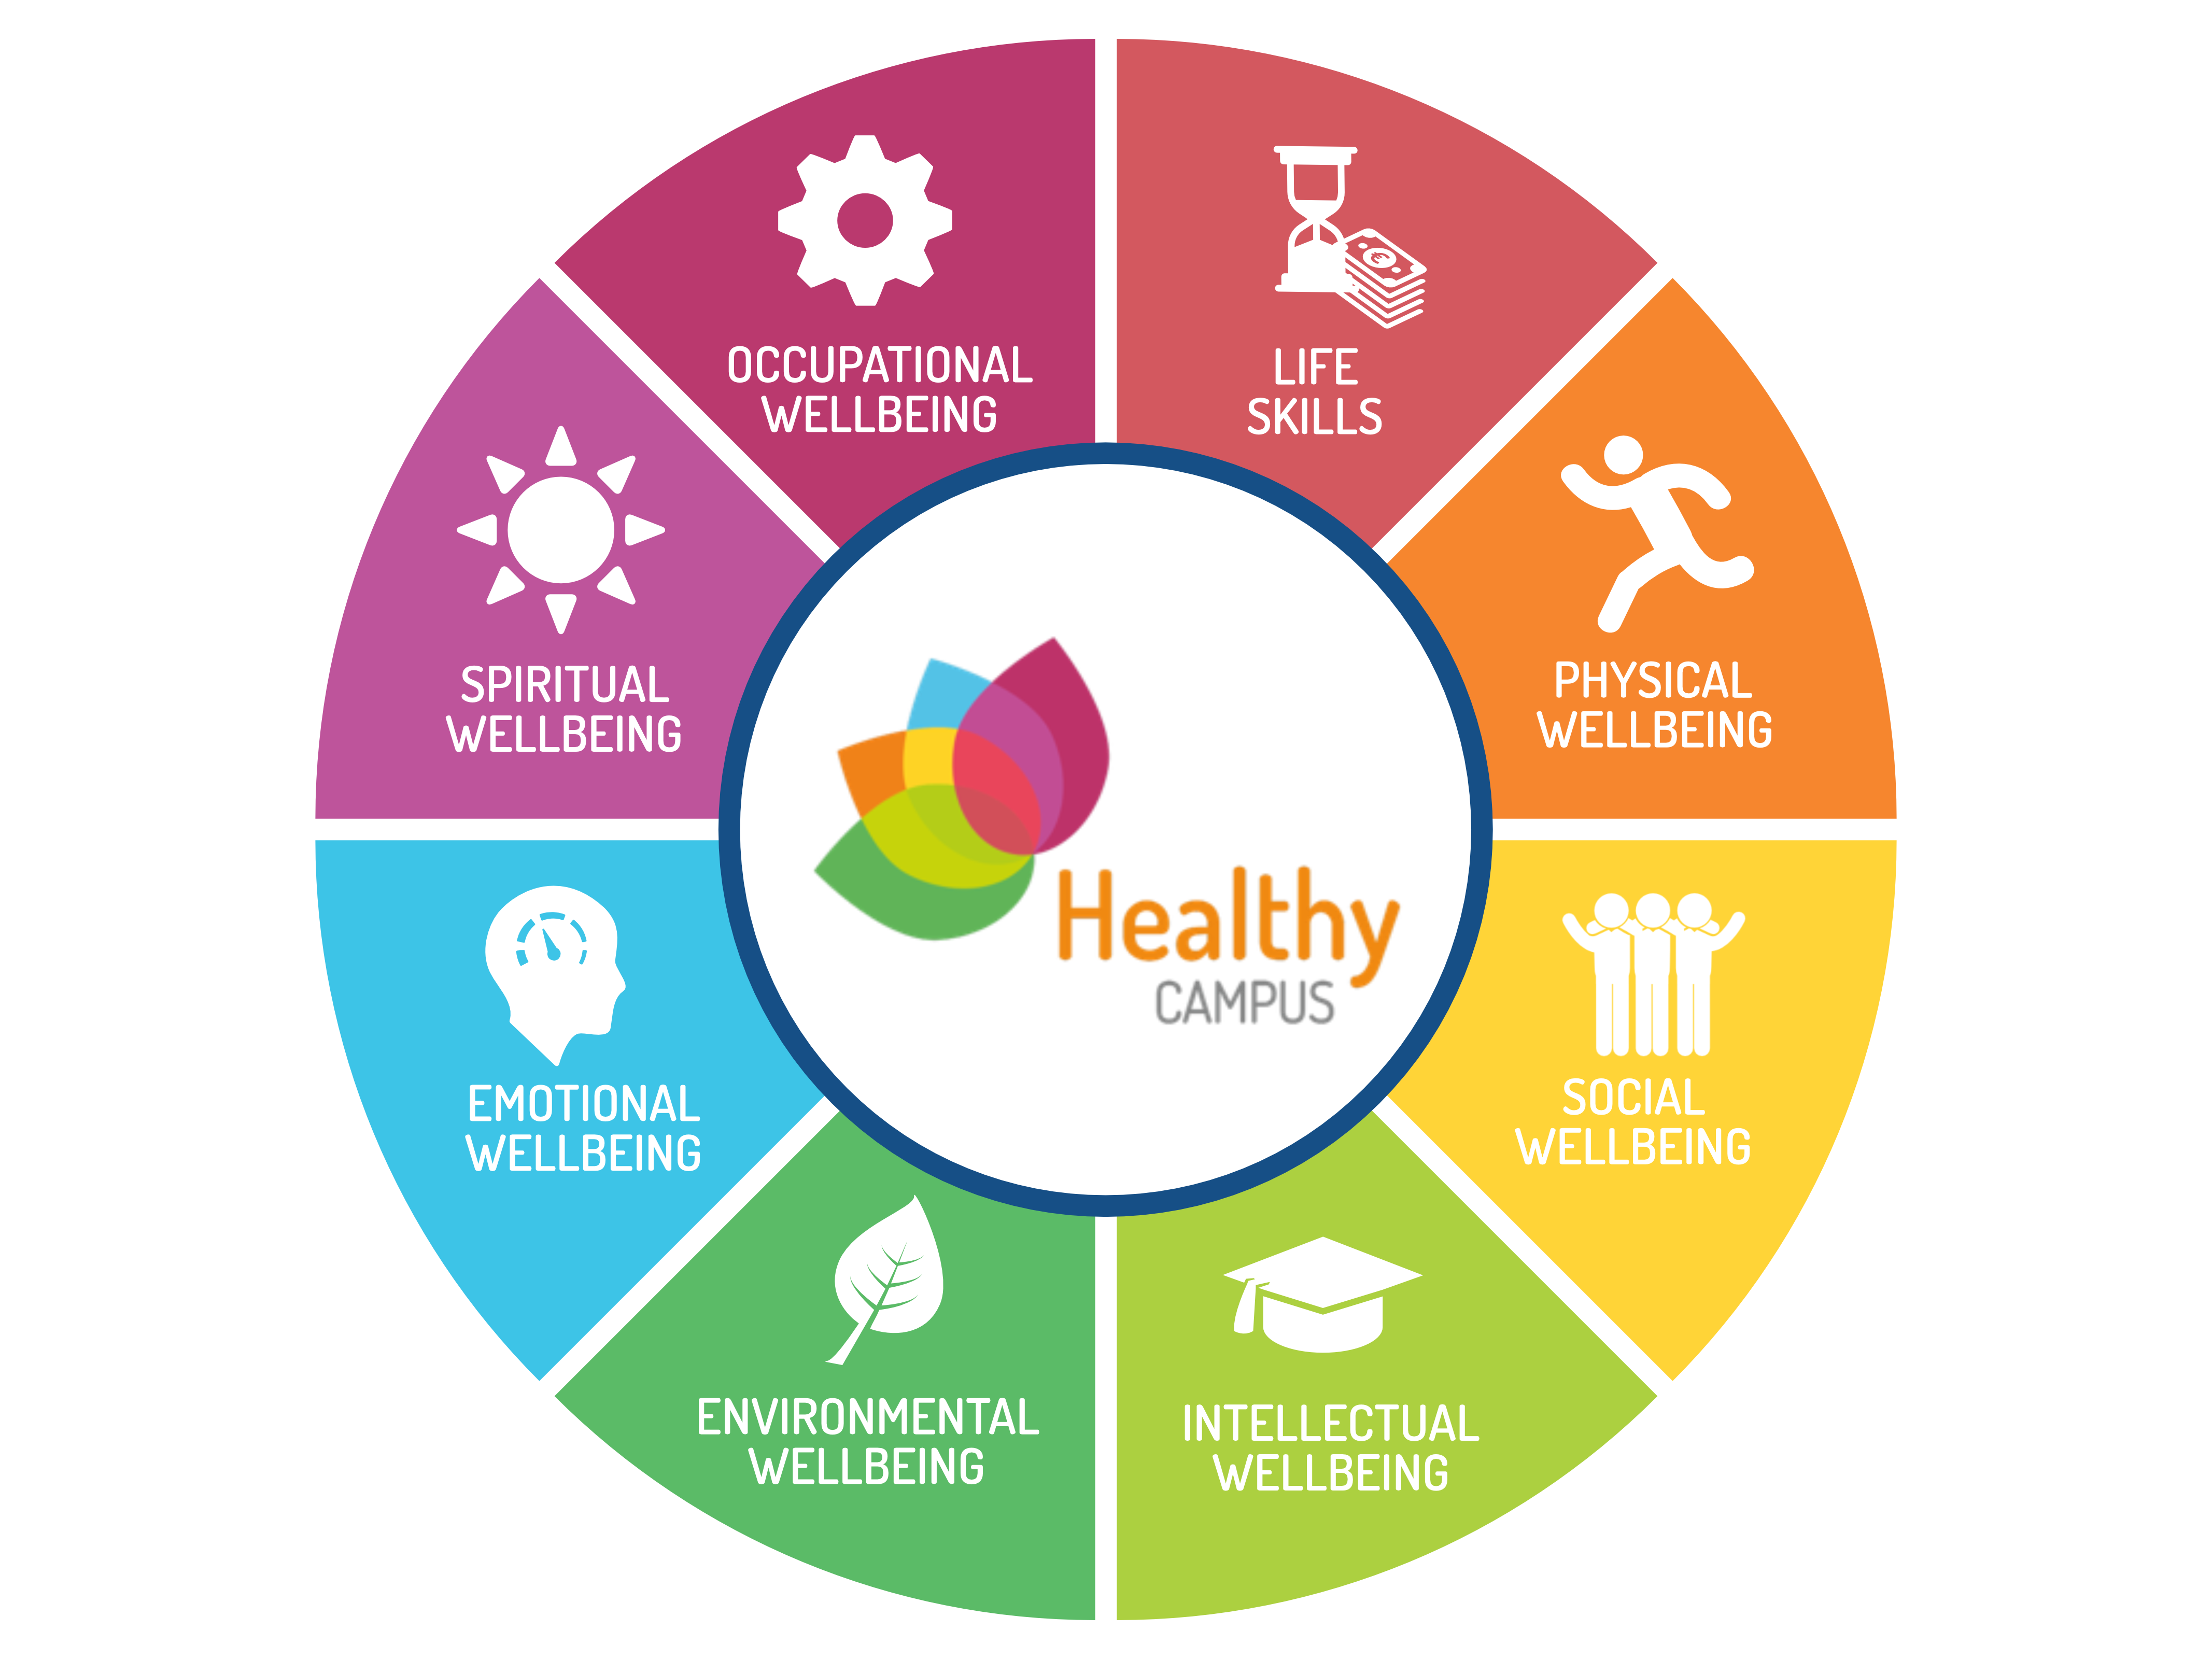 OCCUPATIONAL
WELLBEING
LIFE
SKILLS
PHYSICAL
WELLBEING
SOCIAL
WELLBEING
INTELLECTUAL
WELLBEING
ENVIRONMENTAL
WELLBEING
EMOTIONAL
WELLBEING
SPIRITUAL
WELLBEING
Healthy
CAMPUS